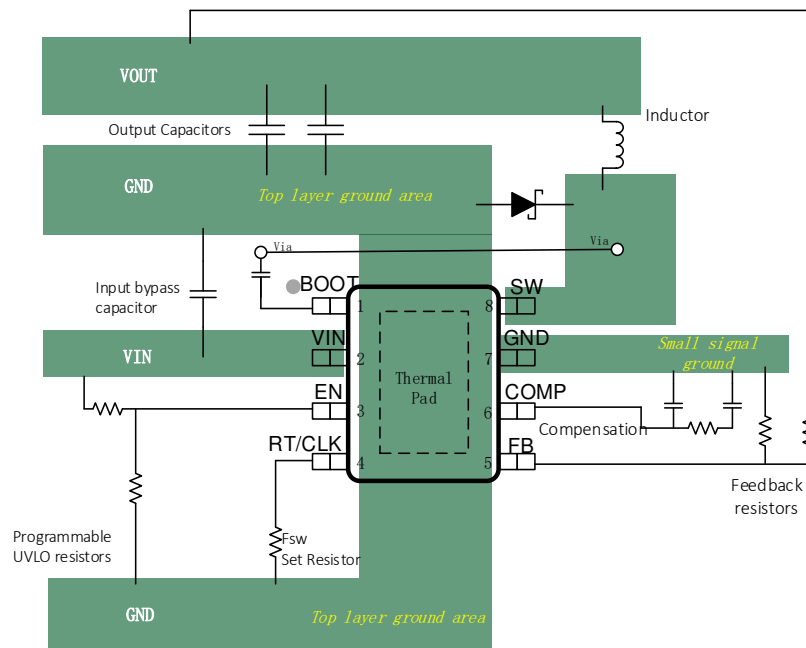 VOUT
Output Capacitors
Inductor
GND
Top layer ground area
Via
Via
Input bypass
capacitor
BOOT
SW
1
8
VIN
VIN
GND
Small signal
ground
2
7
Thermal
Pad
EN
COMP
3
6
Compensation
RT/CLK
FB
4
5
Feedback
resistors
Programmable
UVLO resistors
Fsw
Set Resistor
GND
Top layer ground area